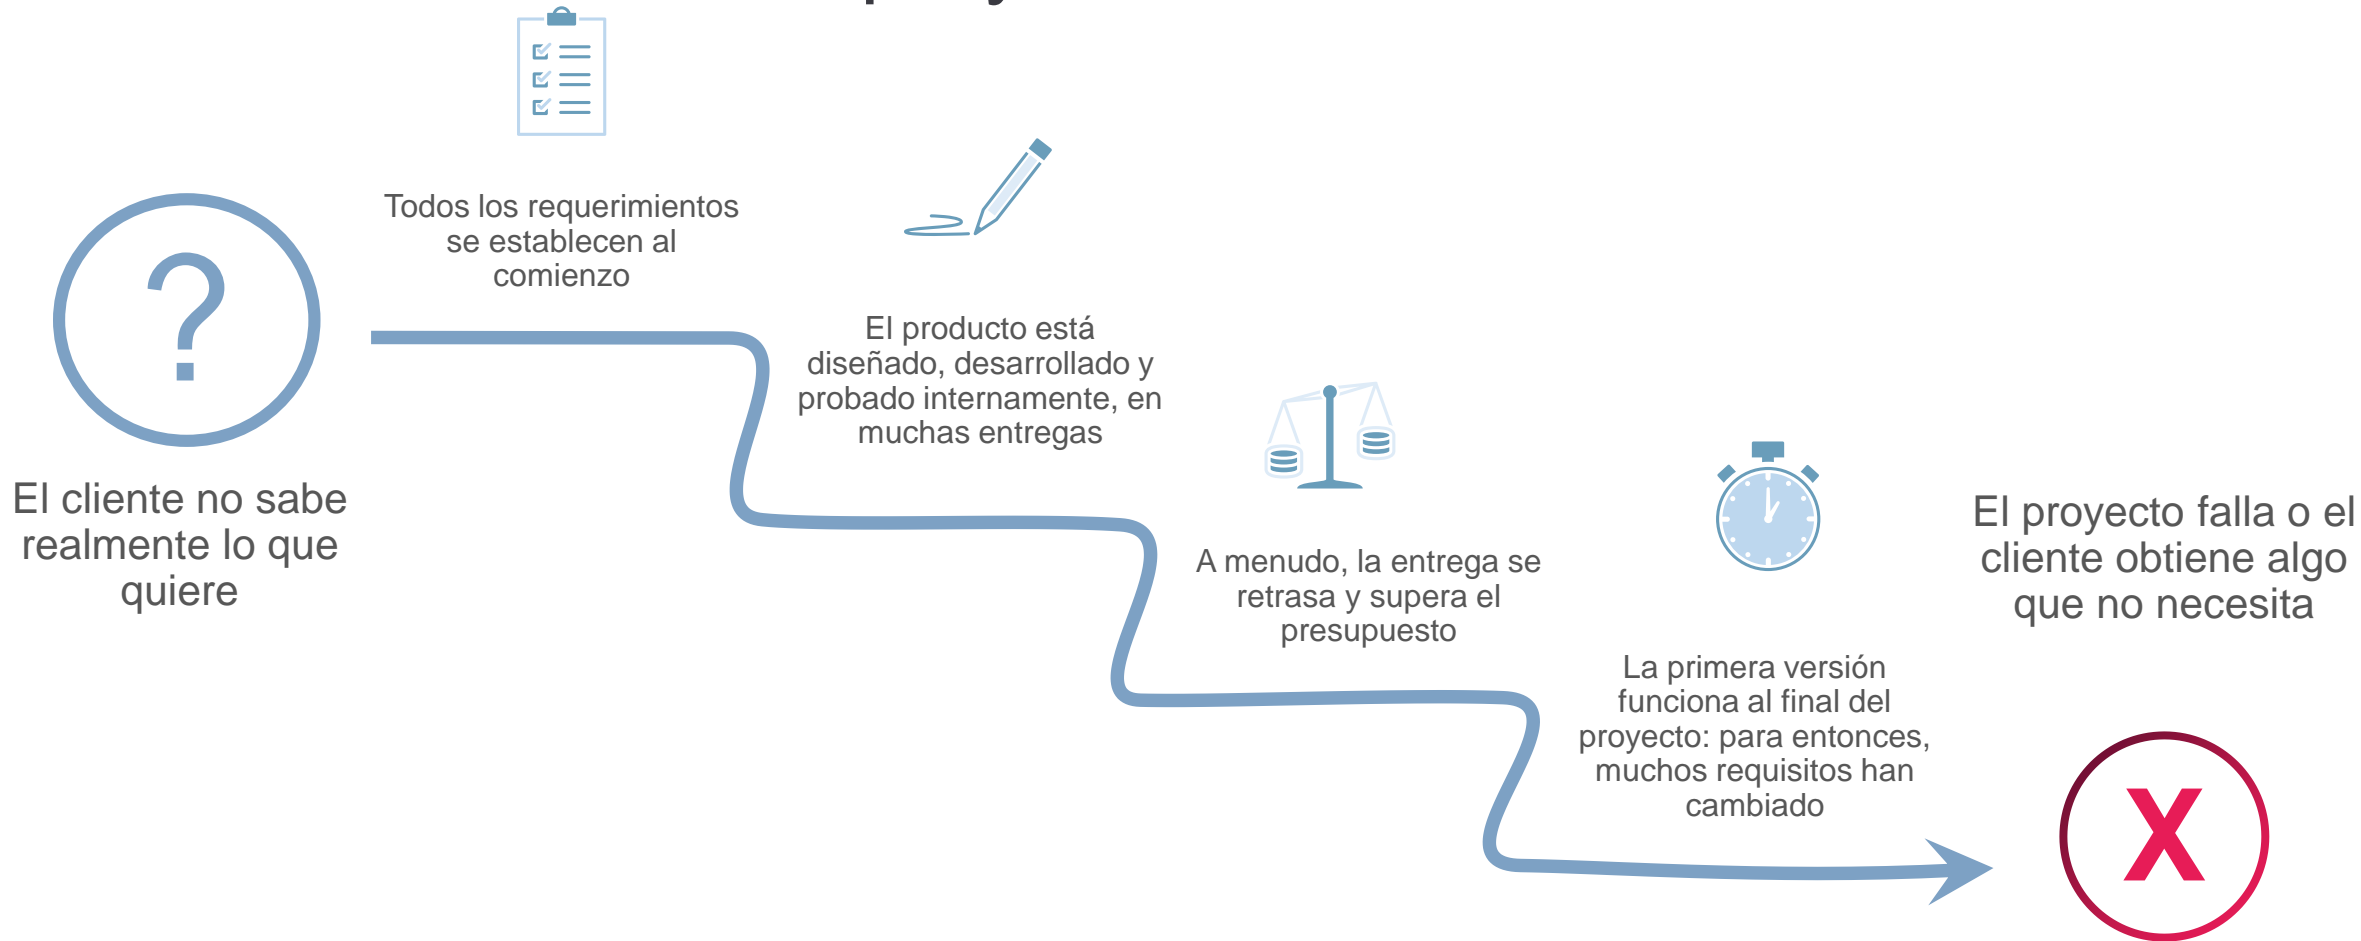 ?
El cliente no sabe
realmente lo que
quiere
Todos los requerimientos
se establecen al
comienzo
El producto está
diseñado, desarrollado y
probado internamente, en
muchas entregas
A menudo, la entrega se
retrasa y supera el
presupuesto
La primera versión
funciona al final del
proyecto: para entonces,
muchos requisitos han
cambiado
El proyecto falla o el
cliente obtiene algo
que no necesita
X